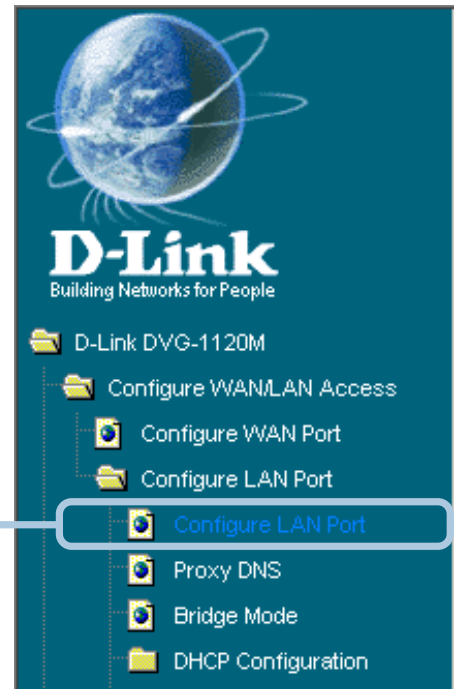 D-Link
Building Networks for People
D-Link DVG-1120M
Configure WAN/LAN Access
Configure WAN Port
Configure LAN Port
Configure LAN Port
Proxy DNS
Bridge Mode
DHCP Configuration